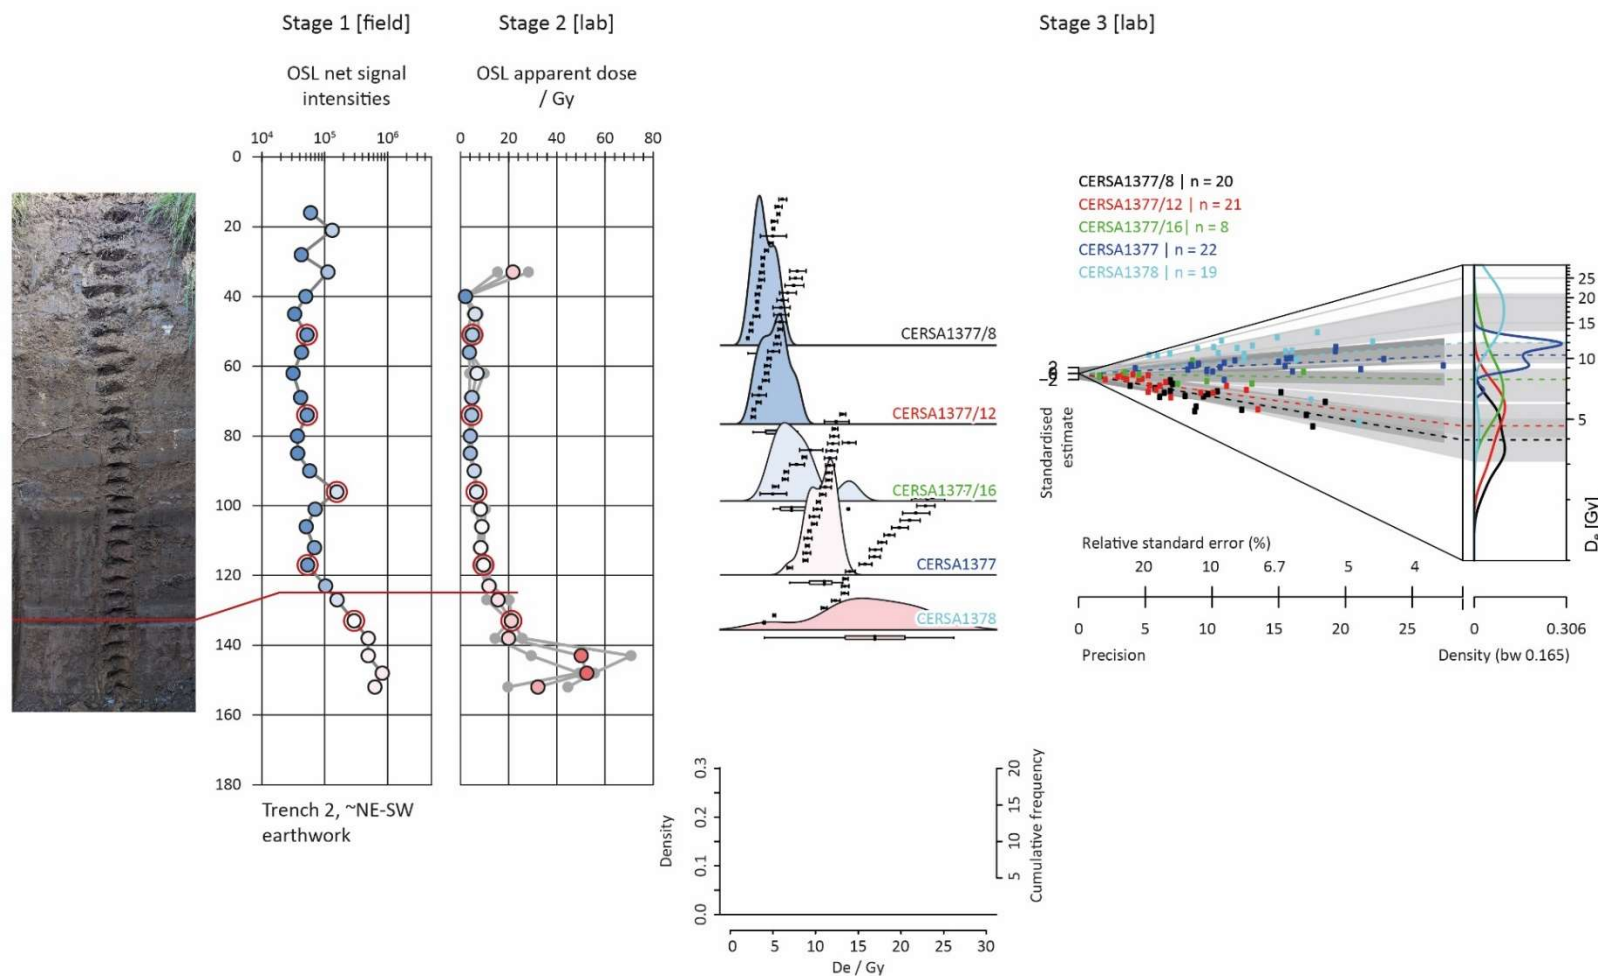 Stage 1 [field]
Stage 2 [lab]
Stage 3 [lab]
OSL net signal
intensities
OSL apparent dose
/ Gy
10⁴ 10⁵ 10⁶
0 20 40 60 80
0
20
40
60
80
100
120
140
160
180
Trench 2, ~NE-SW
earthwork
CERSA1377/8
CERSA1377/12
CERSA1377/16
CERSA1377
CERSA1378
Density
0.0 0.1 0.2 0.3
Cumulative frequency
5 10 15 20
0 5 10 15 20 25 30
De / Gy
CERSA1377/8 | n = 20
CERSA1377/12 | n = 21
CERSA1377/16 | n = 8
CERSA1377 | n = 22
CERSA1378 | n = 19
Standardised
estimate
−2
25
20
15
10
5
Dₑ [Gy]
Relative standard error (%)
20 10 6.7 5 4
0 5 10 15 20 25
0 0.306
Precision
Density (bw 0.165)